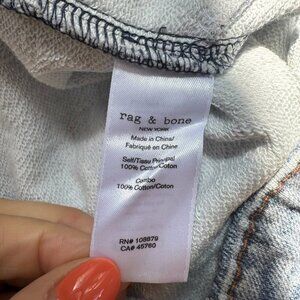 rag & bone
NEW YORK
Made in China/
Fabriqué en Chine
Self/Tissu Principal
100% Cotton/Coton
Combo
100% Cotton/Coton
RN# 108879
CA# 45760